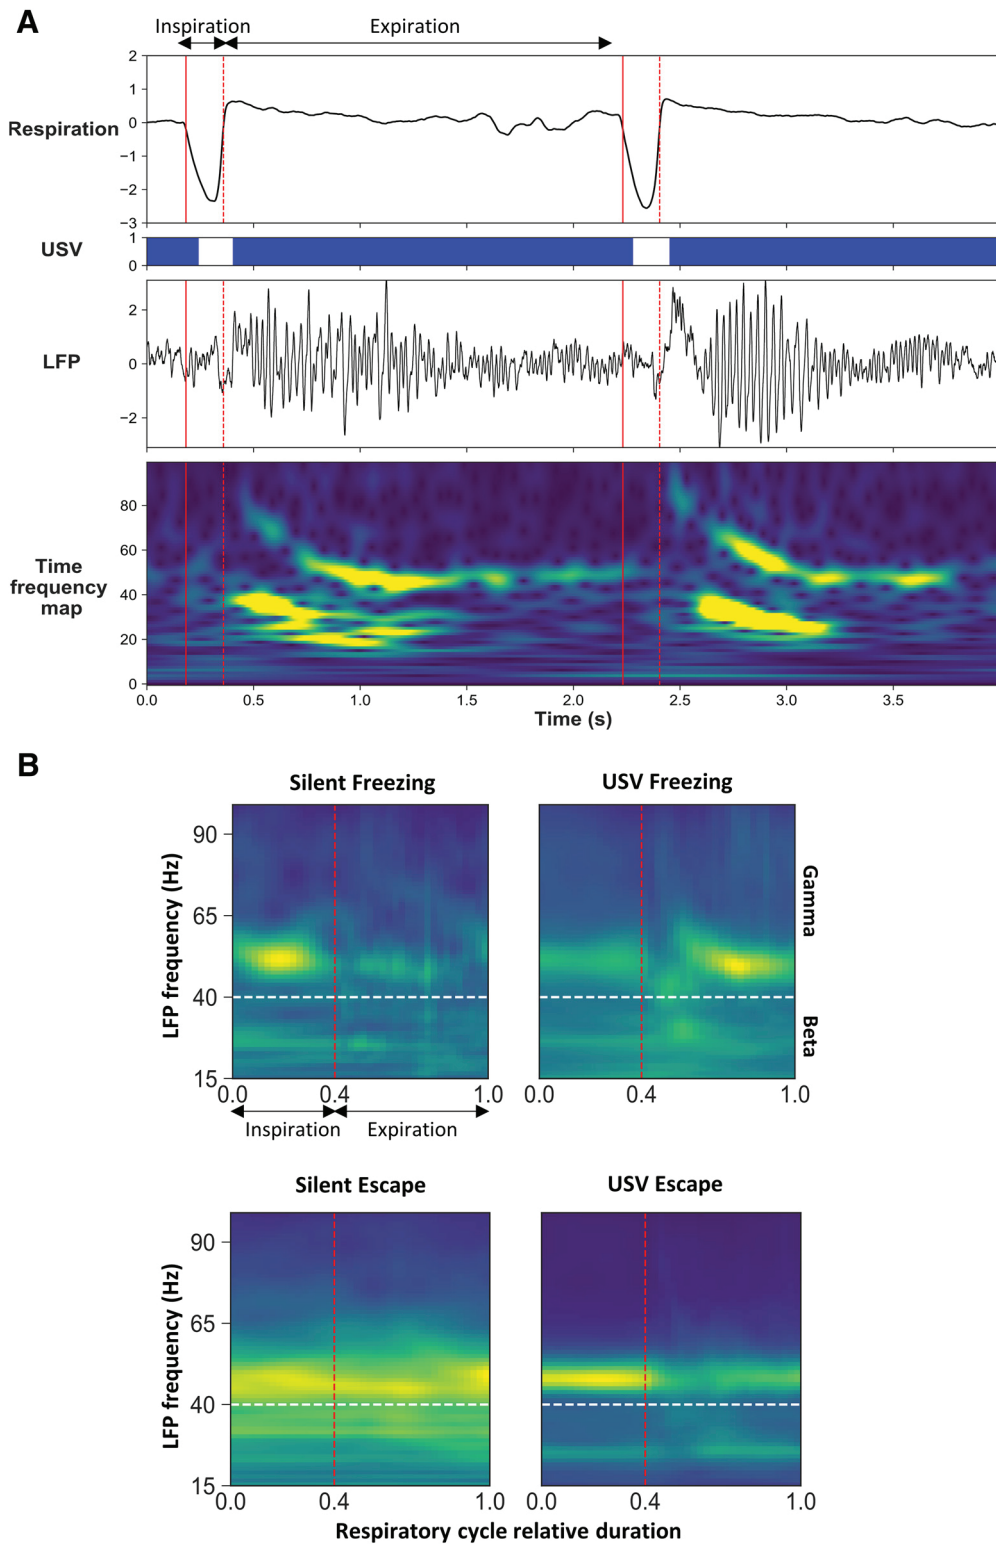 A
Inspiration Expiration
2
1
0
−1
−2
−3
Respiration
1
0
USV
2
0
−2
LFP
80
60
40
20
0
Time
frequency
map
0.0 0.5 1.0 1.5 2.0 2.5 3.0 3.5
Time (s)
B
Silent Freezing USV Freezing
90
65
40
15
LFP frequency (Hz)
Gamma
Beta
0.0 0.4 1.0 0.0 0.4 1.0
Inspiration Expiration
Silent Escape USV Escape
90
65
40
15
LFP frequency (Hz)
0.0 0.4 1.0 0.0 0.4 1.0
Respiratory cycle relative duration